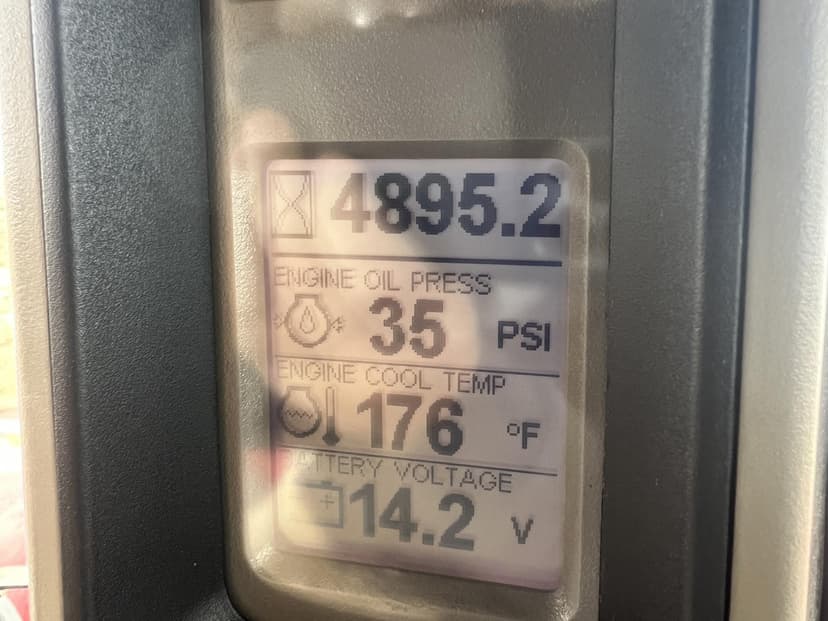 4895.2
ENGINE OIL PRESS
35 PSI
ENGINE COOL TEMP
176 °F
BATTERY VOLTAGE
14.2 V